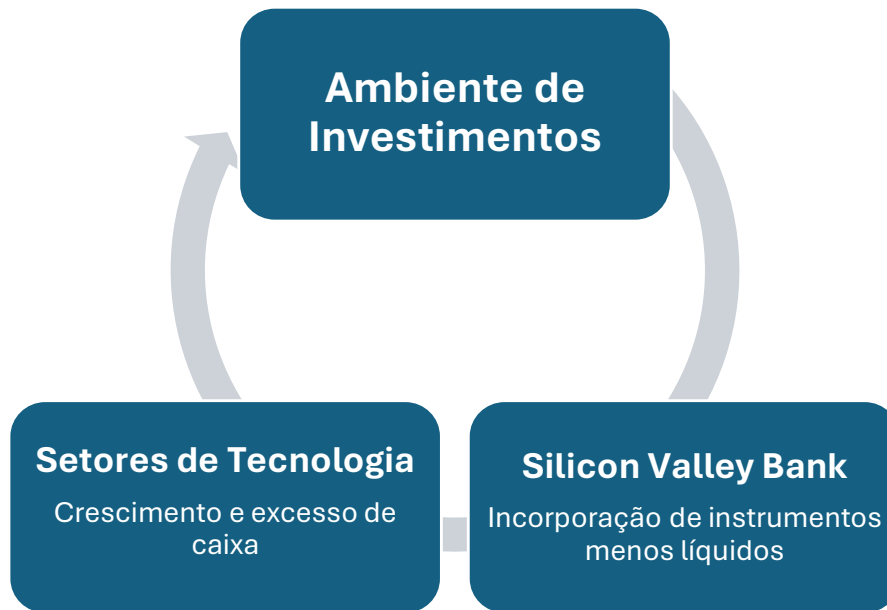 Ambiente de
Investimentos
Setores de Tecnologia
Crescimento e excesso de
caixa
Silicon Valley Bank
Incorporação de instrumentos
menos líquidos